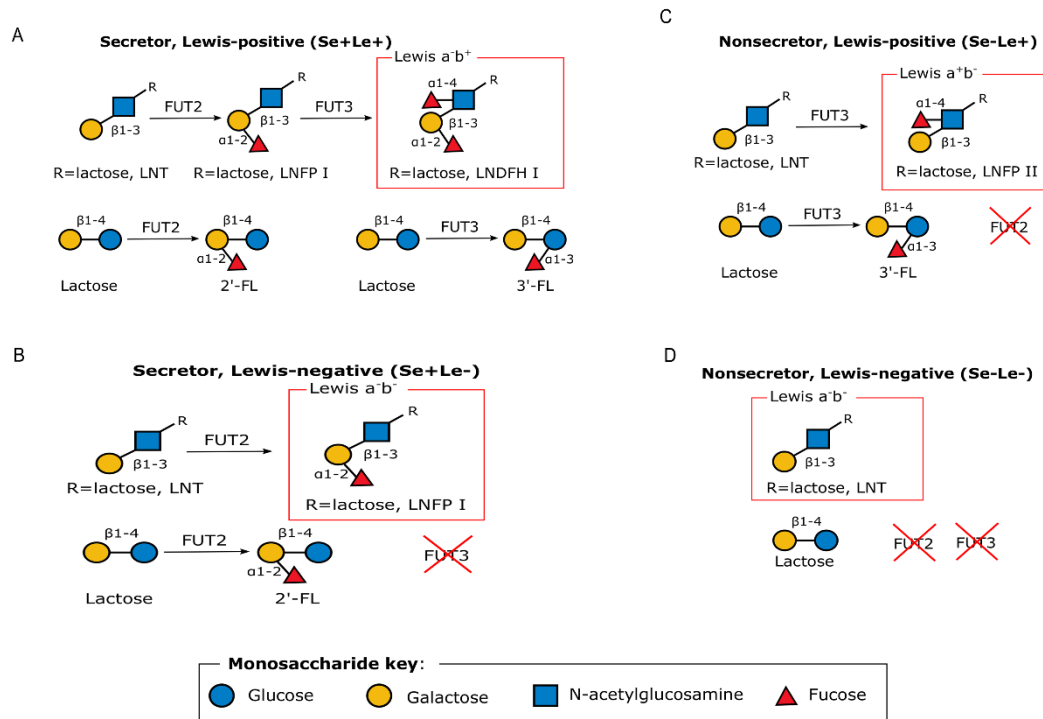 A
Secretor, Lewis-positive (Se+Le+)
Lewis a⁻b⁺
R
β1-3
R=lactose, LNT
FUT2
R
β1-3
α1-2
R=lactose, LNFP I
FUT3
α1-4
R
β1-3
α1-2
R=lactose, LNDFH I
β1-4
Lactose
FUT2
β1-4
α1-2
2'-FL
β1-4
Lactose
FUT3
β1-4
α1-3
3'-FL
B
Secretor, Lewis-negative (Se+Le-)
Lewis a⁻b⁻
R
β1-3
R=lactose, LNT
FUT2
R
β1-3
α1-2
R=lactose, LNFP I
β1-4
Lactose
FUT2
β1-4
α1-2
2'-FL
FUT3
C
Nonsecretor, Lewis-positive (Se-Le+)
Lewis a⁺b⁻
R
β1-3
R=lactose, LNT
FUT3
α1-4
R
β1-3
R=lactose, LNFP II
β1-4
Lactose
FUT3
β1-4
α1-3
3'-FL
FUT2
D
Nonsecretor, Lewis-negative (Se-Le-)
Lewis a⁻b⁻
R
β1-3
R=lactose, LNT
β1-4
Lactose
FUT2
FUT3
Monosaccharide key:
Glucose
Galactose
N-acetylglucosamine
Fucose